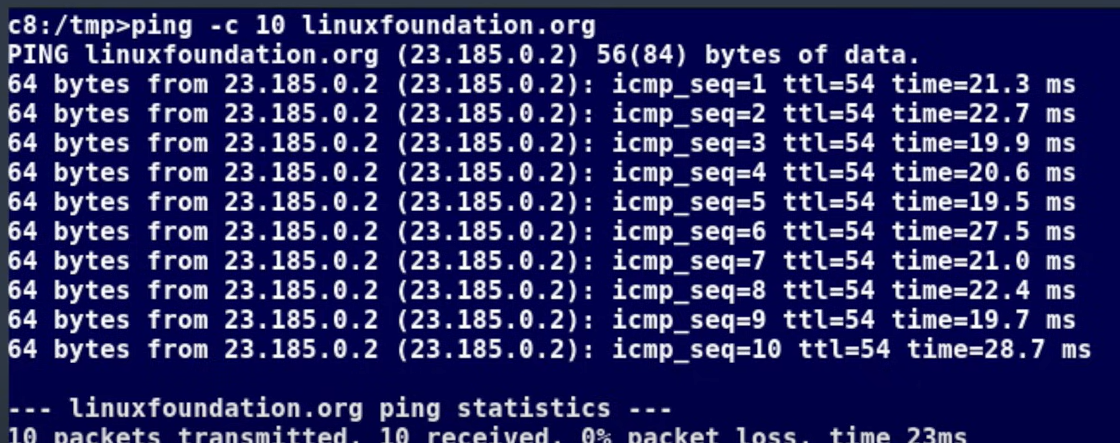 c8:/tmp>ping -c 10 linuxfoundation.org
PING linuxfoundation.org (23.185.0.2) 56(84) bytes of data.
64 bytes from 23.185.0.2 (23.185.0.2): icmp_seq=1 ttl=54 time=21.3 ms
64 bytes from 23.185.0.2 (23.185.0.2): icmp_seq=2 ttl=54 time=22.7 ms
64 bytes from 23.185.0.2 (23.185.0.2): icmp_seq=3 ttl=54 time=19.9 ms
64 bytes from 23.185.0.2 (23.185.0.2): icmp_seq=4 ttl=54 time=20.6 ms
64 bytes from 23.185.0.2 (23.185.0.2): icmp_seq=5 ttl=54 time=19.5 ms
64 bytes from 23.185.0.2 (23.185.0.2): icmp_seq=6 ttl=54 time=27.5 ms
64 bytes from 23.185.0.2 (23.185.0.2): icmp_seq=7 ttl=54 time=21.0 ms
64 bytes from 23.185.0.2 (23.185.0.2): icmp_seq=8 ttl=54 time=22.4 ms
64 bytes from 23.185.0.2 (23.185.0.2): icmp_seq=9 ttl=54 time=19.7 ms
64 bytes from 23.185.0.2 (23.185.0.2): icmp_seq=10 ttl=54 time=28.7 ms
--- linuxfoundation.org ping statistics ---
10 packets transmitted, 10 received, 0% packet loss, time 23ms